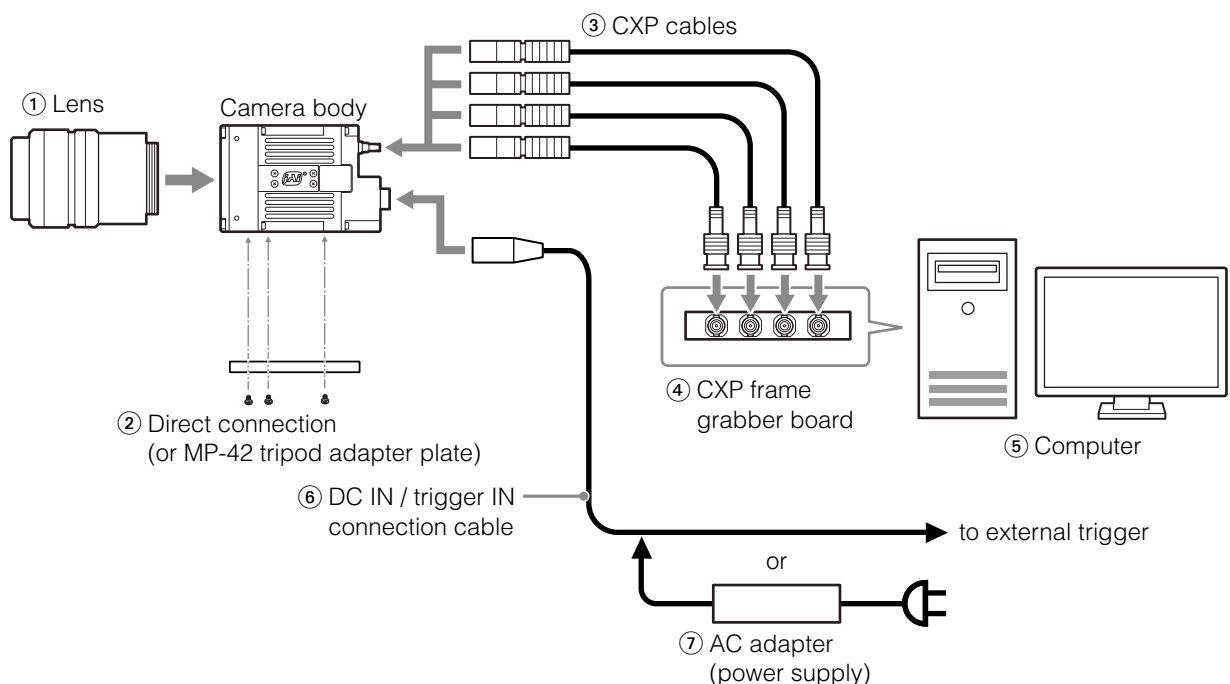 ③ CXP cables
① Lens
Camera body
JAi
④ CXP frame
grabber board
⑤ Computer
② Direct connection
(or MP-42 tripod adapter plate)
⑥ DC IN / trigger IN
connection cable
to external trigger
or
⑦ AC adapter
(power supply)